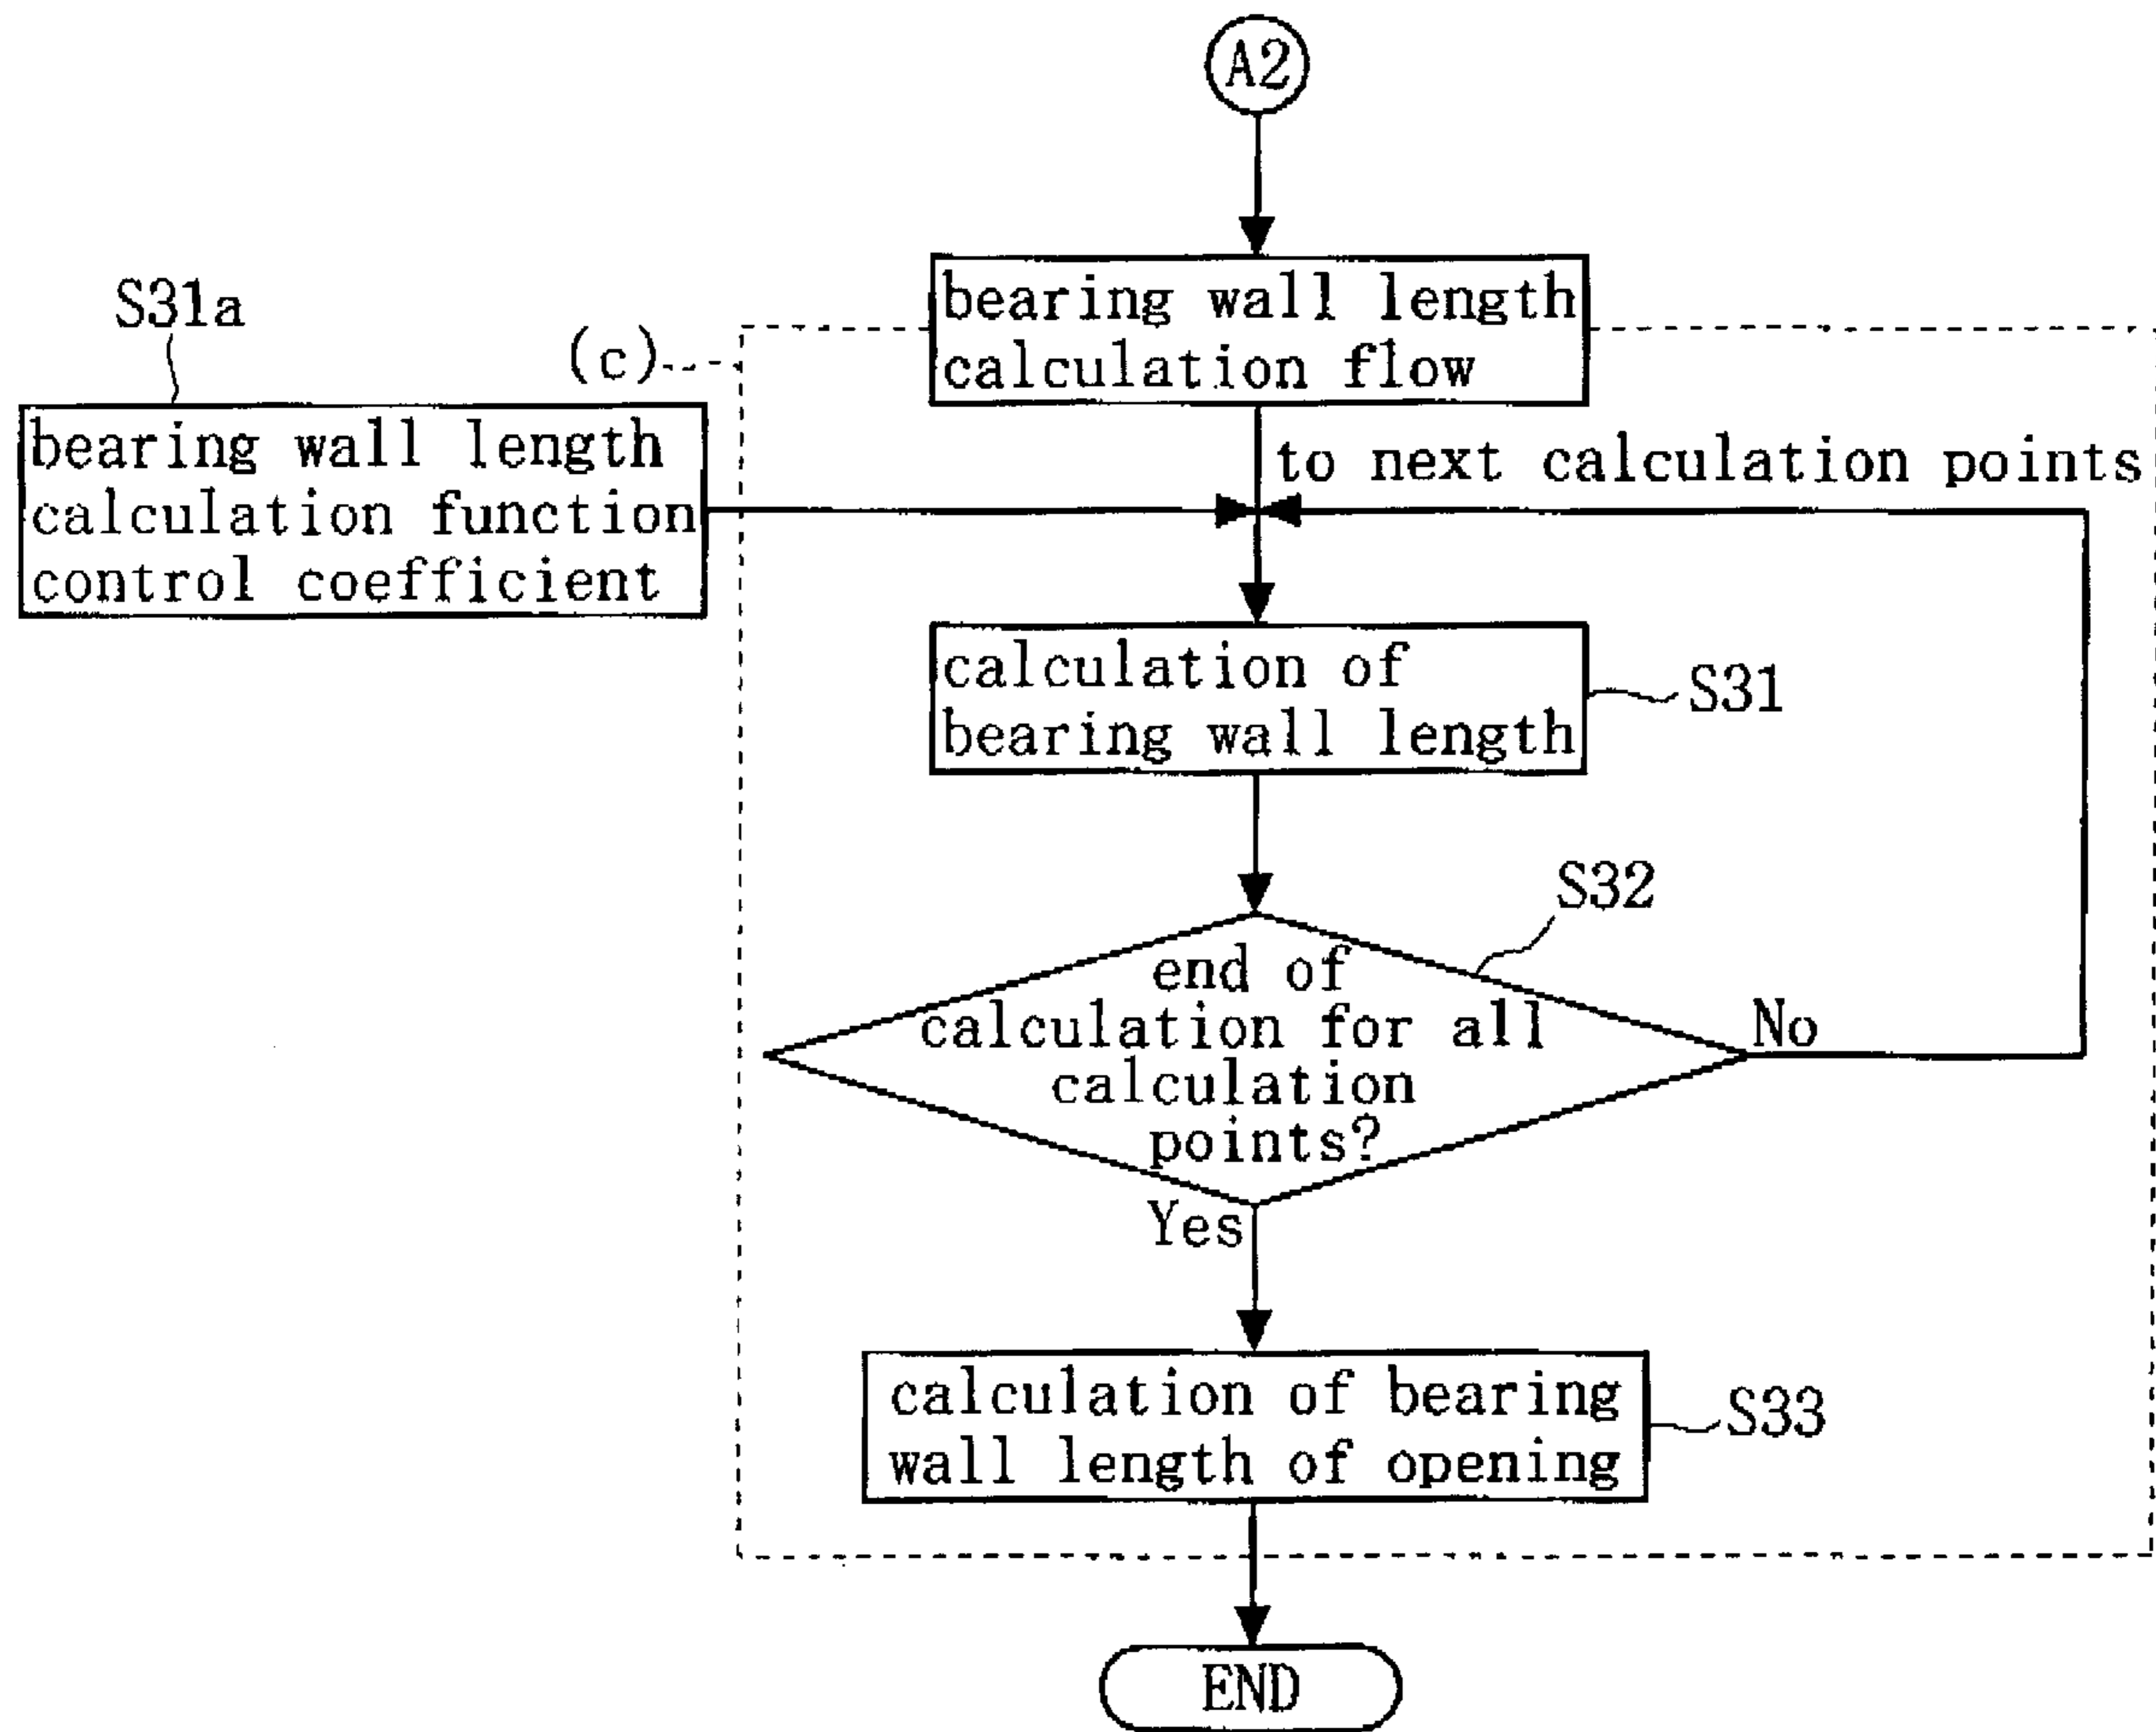 A2
bearing wall length
calculation flow
S31a
(c)
bearing wall length
calculation function
control coefficient
to next calculation points
calculation of
bearing wall length
S31
S32
end of
calculation for all
calculation
points?
No
Yes
calculation of bearing
wall length of opening
S33
END